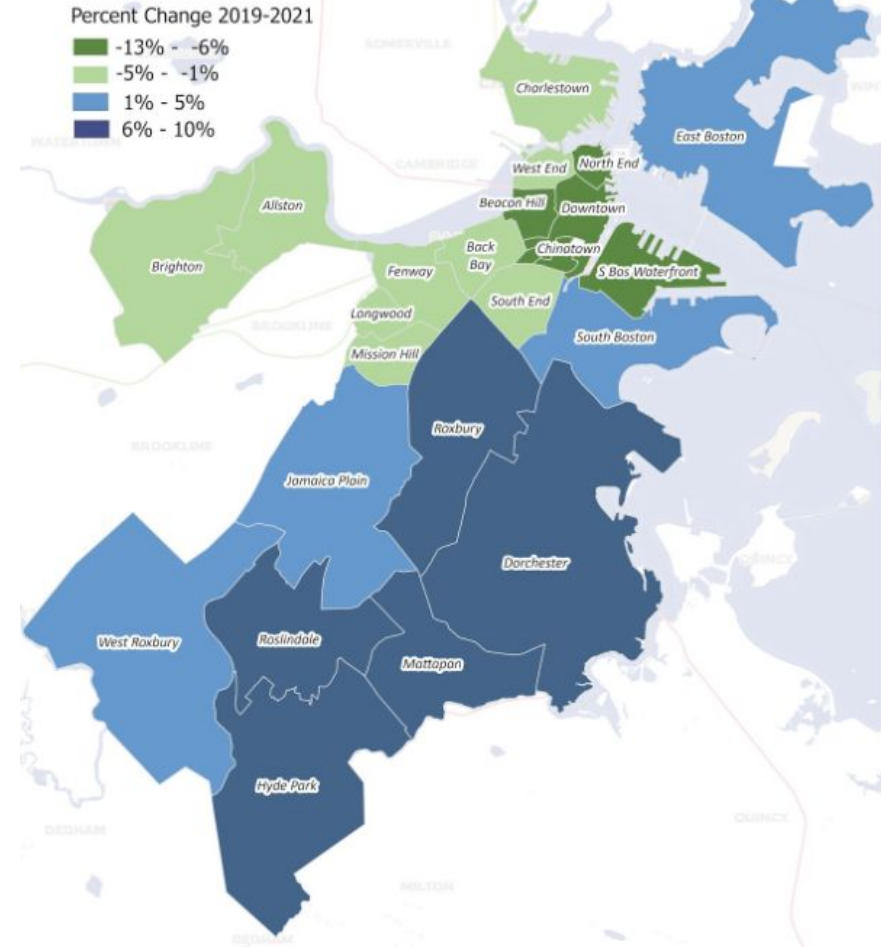 Percent Change 2019-2021
-13% - -6%
-5% - -1%
1% - 5%
6% - 10%
SOMERVILLE
Charlestown
East Boston
WATERTOWN
CAMBRIDGE
West End
North End
Beacon Hill
Downtown
Allston
Chinatown
Back
Bay
Brighton
Fenway
S Bos Waterfront
South End
Longwood
BROOKLINE
South Boston
Mission Hill
Roxbury
BROOKLINE
Jamaica Plain
QUINCY
Dorchester
West Roxbury
Roslindale
Mattapan
Hyde Park
QUINCY
DEDHAM
MILTON
DEDHAM